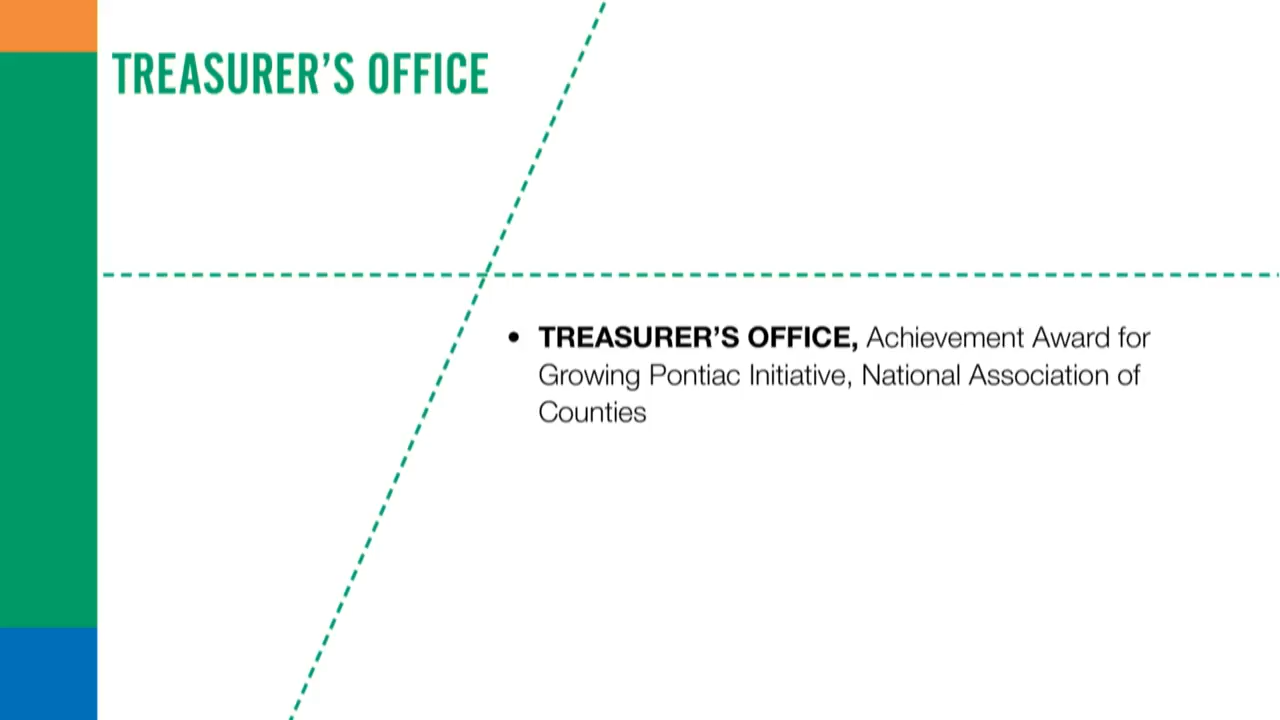 TREASURER’S OFFICE
• TREASURER’S OFFICE, Achievement Award for
Growing Pontiac Initiative, National Association of
Counties